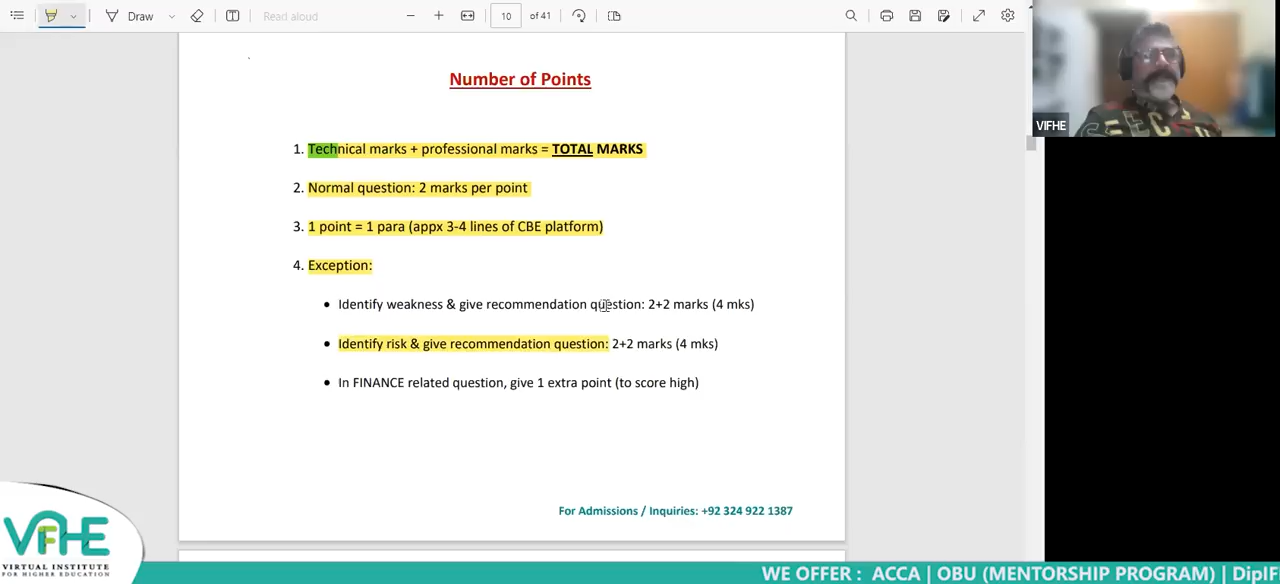 Draw
Read aloud
10 of 41
VIFHE
Number of Points
1. Technical marks + professional marks = TOTAL MARKS
2. Normal question: 2 marks per point
3. 1 point = 1 para (appx 3-4 lines of CBE platform)
4. Exception:
• Identify weakness & give recommendation question: 2+2 marks (4 mks)
• Identify risk & give recommendation question: 2+2 marks (4 mks)
• In FINANCE related question, give 1 extra point (to score high)
For Admissions / Inquiries: +92 324 922 1387
VIFHE
VIRTUAL INSTITUTE
FOR HIGHER EDUCATION
WE OFFER : ACCA | OBU (MENTORSHIP PROGRAM) | DipIF